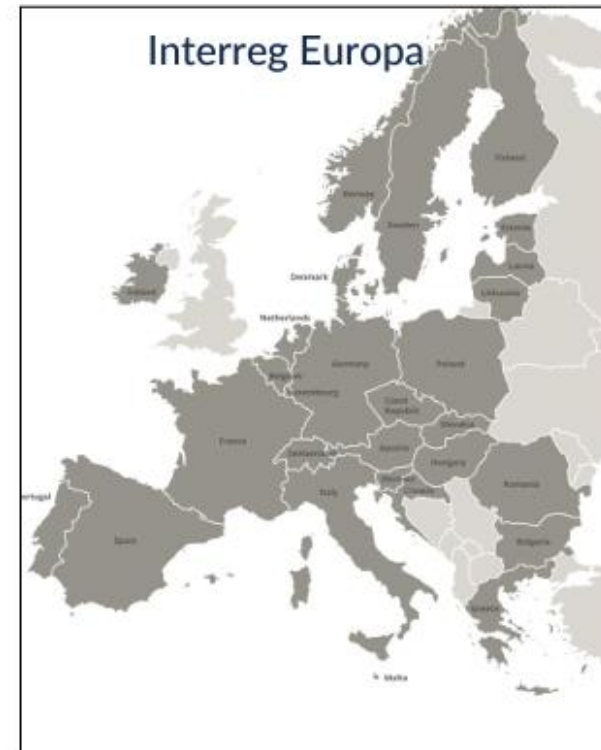 Interreg Europa
Finland
Norway
Sweden
Estonia
Latvia
Lithuania
Denmark
Ireland
Netherlands
Germany
Poland
Belgium
Luxembourg
Czech
Republic
Slovakia
France
Switzerland
Austria
Hungary
Slovenia
Croatia
Romania
Italy
Portugal
Spain
Bulgaria
Greece
Malta